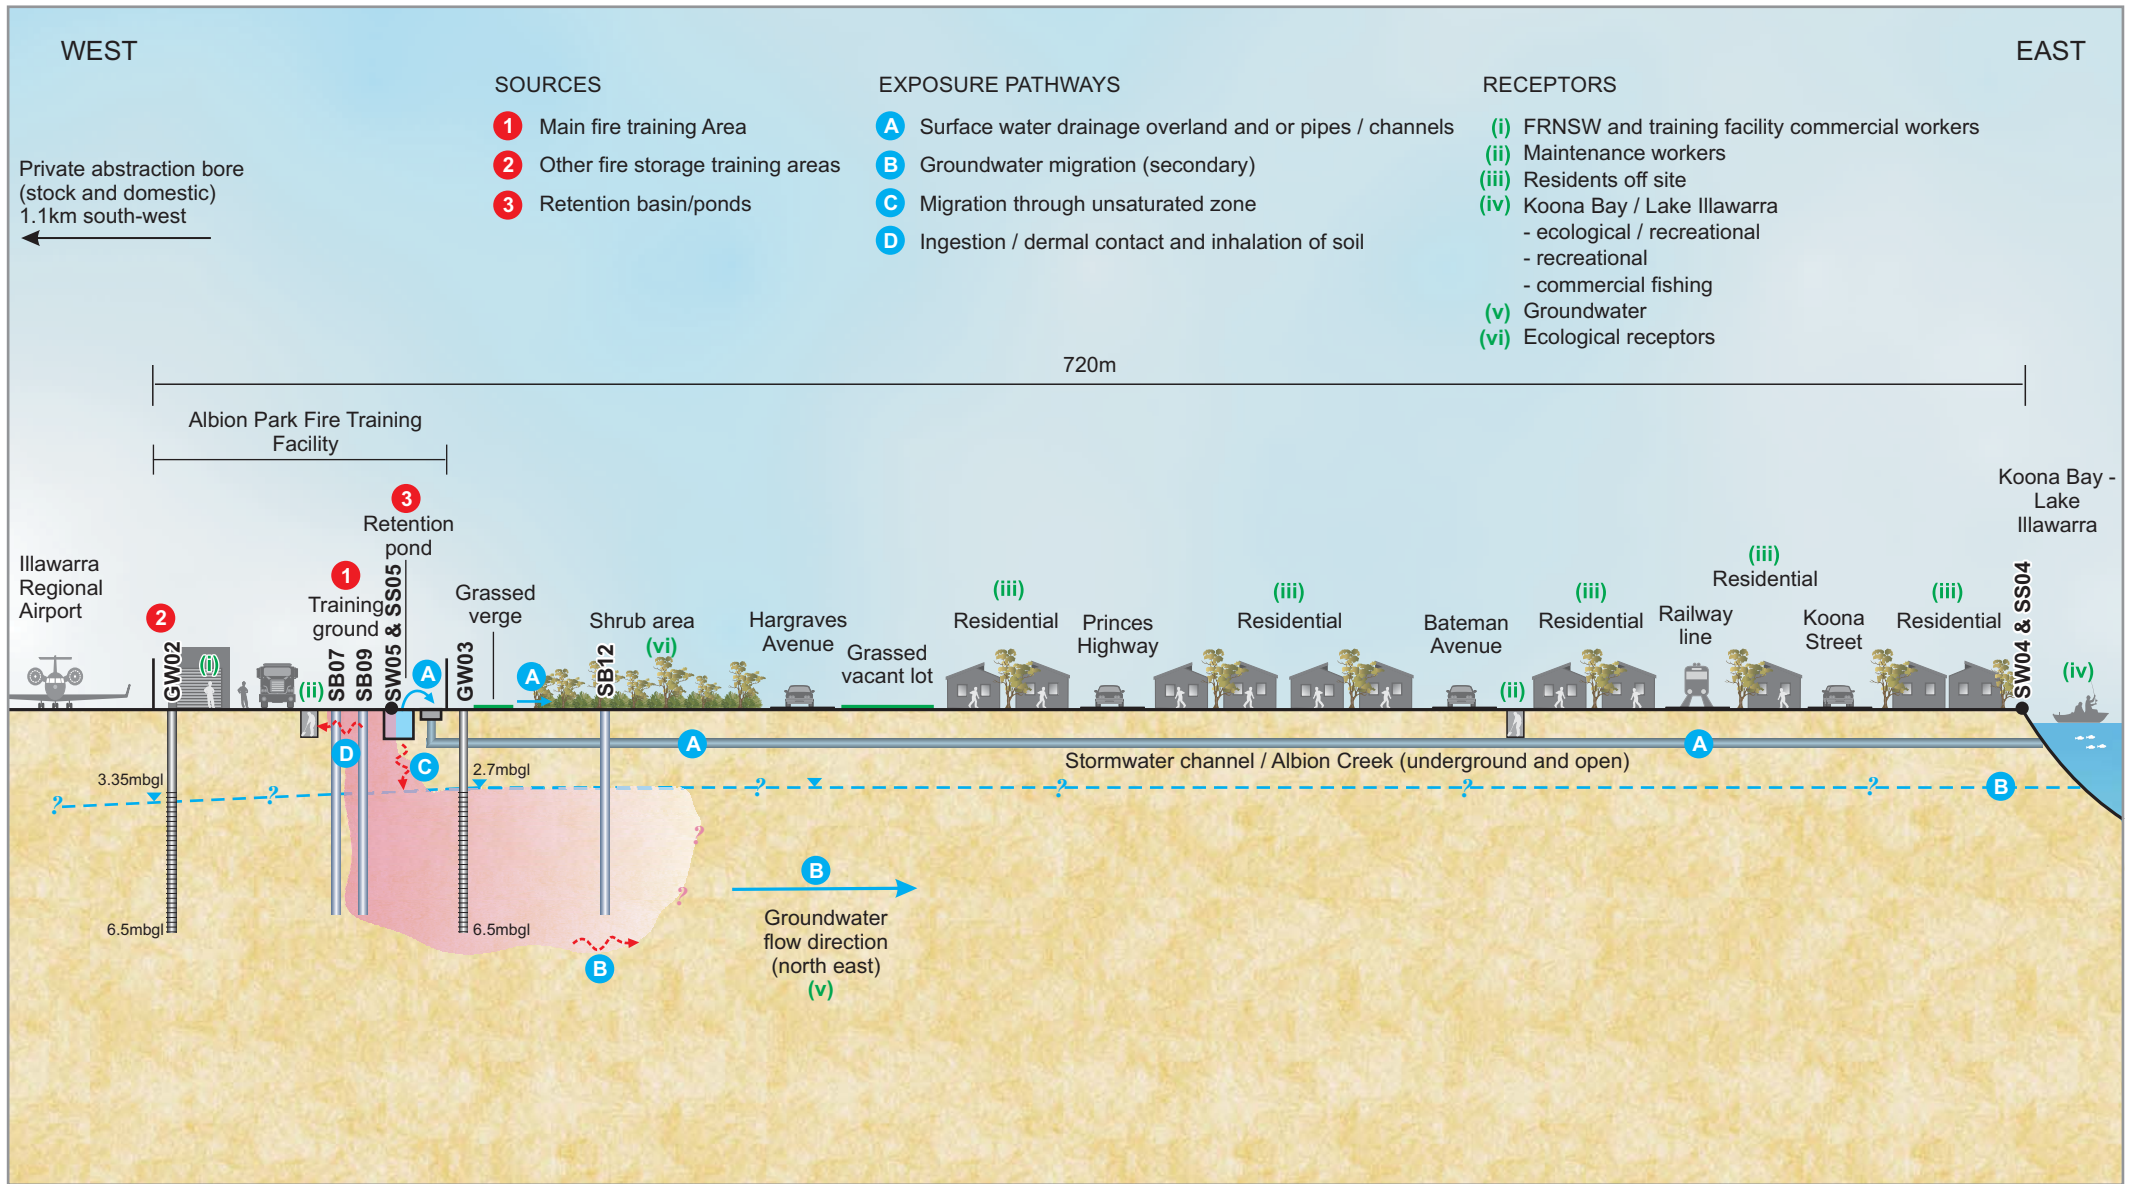 WEST
EAST
SOURCES
1 Main fire training Area
2 Other fire storage training areas
3 Retention basin/ponds
EXPOSURE PATHWAYS
A Surface water drainage overland and or pipes / channels
B Groundwater migration (secondary)
C Migration through unsaturated zone
D Ingestion / dermal contact and inhalation of soil
RECEPTORS
(i) FRNSW and training facility commercial workers
(ii) Maintenance workers
(iii) Residents off site
(iv) Koona Bay / Lake Illawarra
- ecological / recreational
- recreational
- commercial fishing
(v) Groundwater
(vi) Ecological receptors
Private abstraction bore
(stock and domestic)
1.1km south-west
720m
Albion Park Fire Training
Facility
Illawarra
Regional
Airport
2
GW02
(i)
(ii)
1
Training
ground
SB07
SB09
3
Retention
pond
SW05 & SS05
A
GW03
Grassed
verge
A
Shrub area
(vi)
SB12
Hargraves
Avenue
Grassed
vacant lot
(iii)
Residential
Princes
Highway
(iii)
Residential
Bateman
Avenue
(ii)
(iii)
Residential
Railway
line
(iii)
Residential
Koona
Street
(iii)
Residential
SW04 & SS04
Koona Bay -
Lake
Illawarra
(iv)
D
C
A
A
Stormwater channel / Albion Creek (underground and open)
3.35mbgl
2.7mbgl
?
?
?
?
?
?
B
?
?
6.5mbgl
6.5mbgl
B
B
Groundwater
flow direction
(north east)
(v)